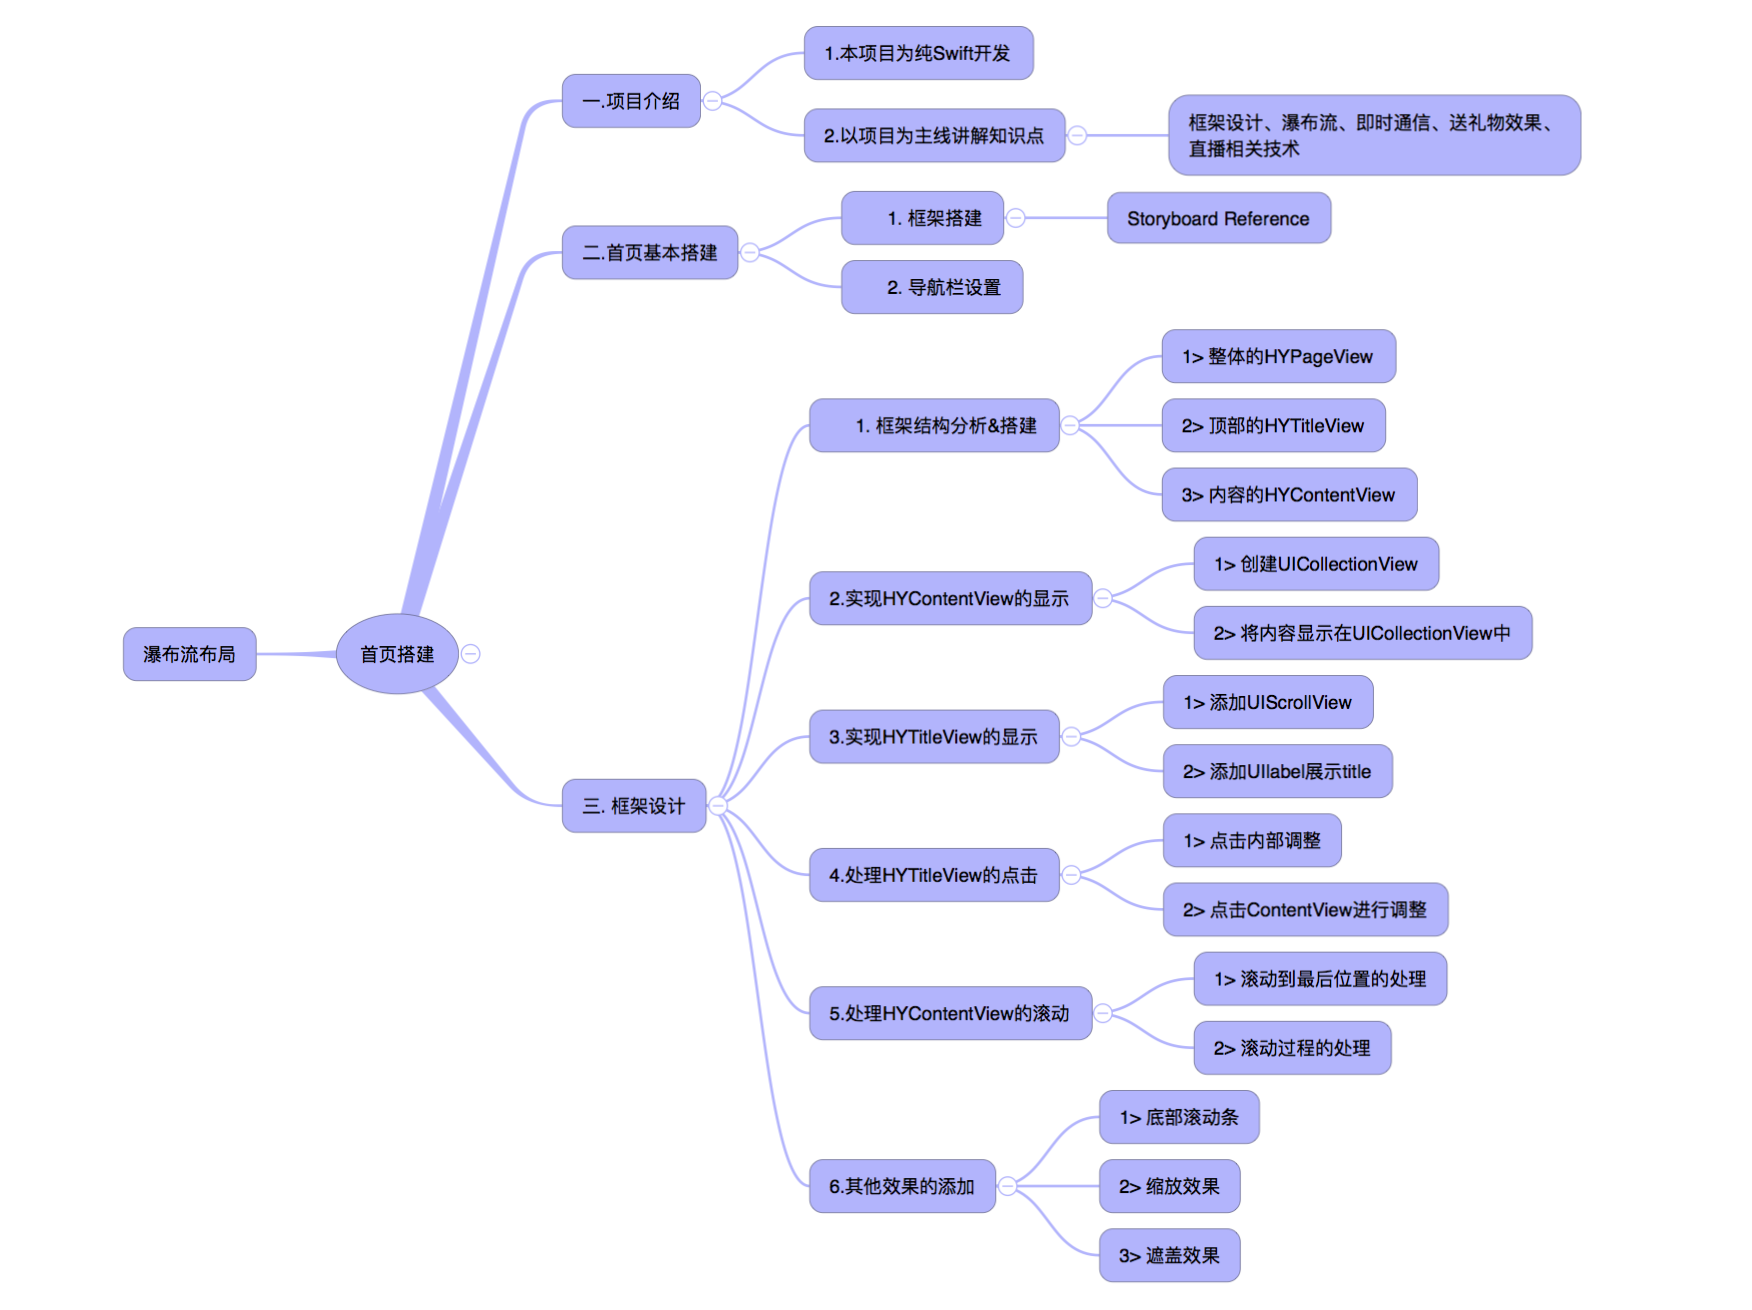 瀑布流布局
首页搭建
一.项目介绍
1.本项目为纯Swift开发
2.以项目为主线讲解知识点
框架设计、瀑布流、即时通信、送礼物效果、
直播相关技术
二.首页基本搭建
1. 框架搭建
Storyboard Reference
2. 导航栏设置
三. 框架设计
1. 框架结构分析&搭建
1> 整体的HYPageView
2> 顶部的HYTitleView
3> 内容的HYContentView
2.实现HYContentView的显示
1> 创建UICollectionView
2> 将内容显示在UICollectionView中
3.实现HYTitleView的显示
1> 添加UIScrollView
2> 添加UIlabel展示title
4.处理HYTitleView的点击
1> 点击内部调整
2> 点击ContentView进行调整
5.处理HYContentView的滚动
1> 滚动到最后位置的处理
2> 滚动过程的处理
6.其他效果的添加
1> 底部滚动条
2> 缩放效果
3> 遮盖效果